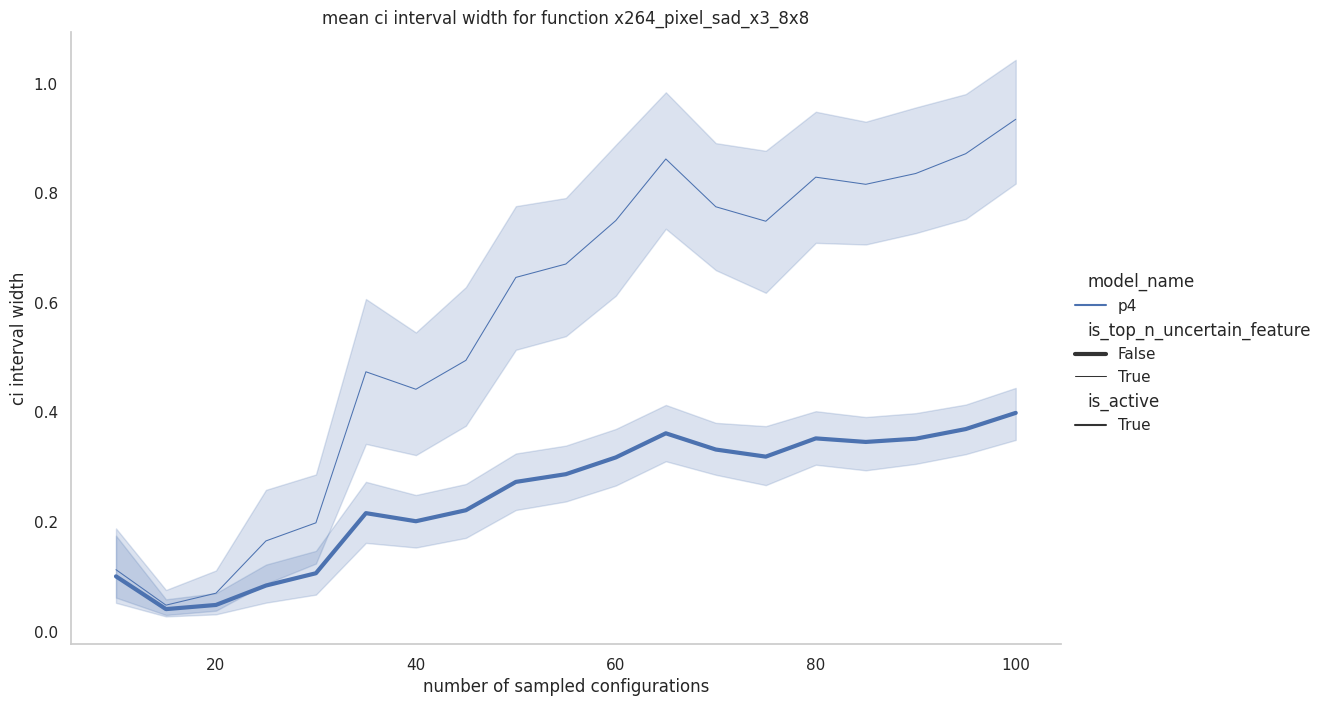 mean ci interval width for function x264_pixel_sad_x3_8x8
ci interval width
1.0
0.8
0.6
0.4
0.2
0.0
20
40
60
80
100
number of sampled configurations
model_name
p4
is_top_n_uncertain_feature
False
True
is_active
True